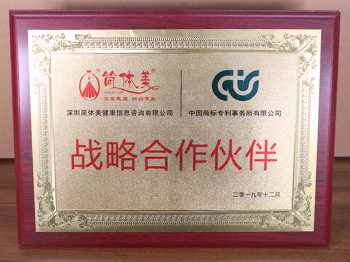 简体美
深圳简体美健康信息咨询有限公司
中国商标专利事务所有限公司
战略合作伙伴
二零一九年十二月